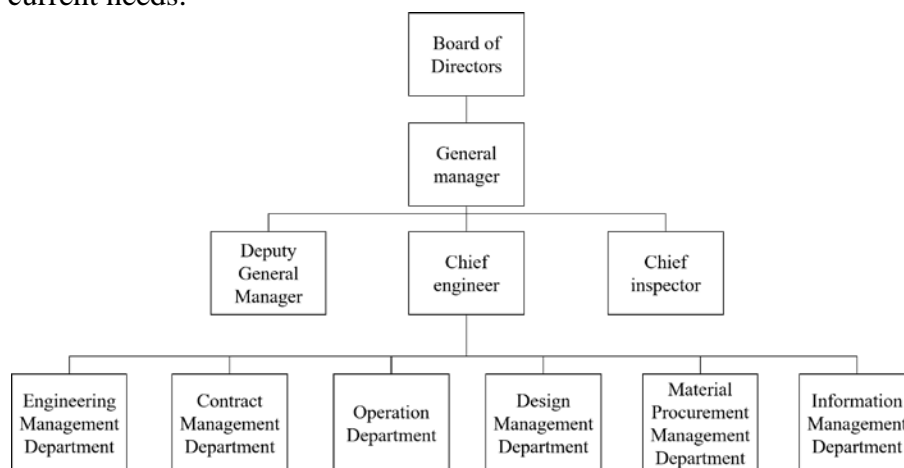 current needs.
Board of
Directors
General
manager
Deputy
General
Manager
Chief
engineer
Chief
inspector
Engineering
Management
Department
Contract
Management
Department
Operation
Department
Design
Management
Department
Material
Procurement
Management
Department
Information
Management
Department